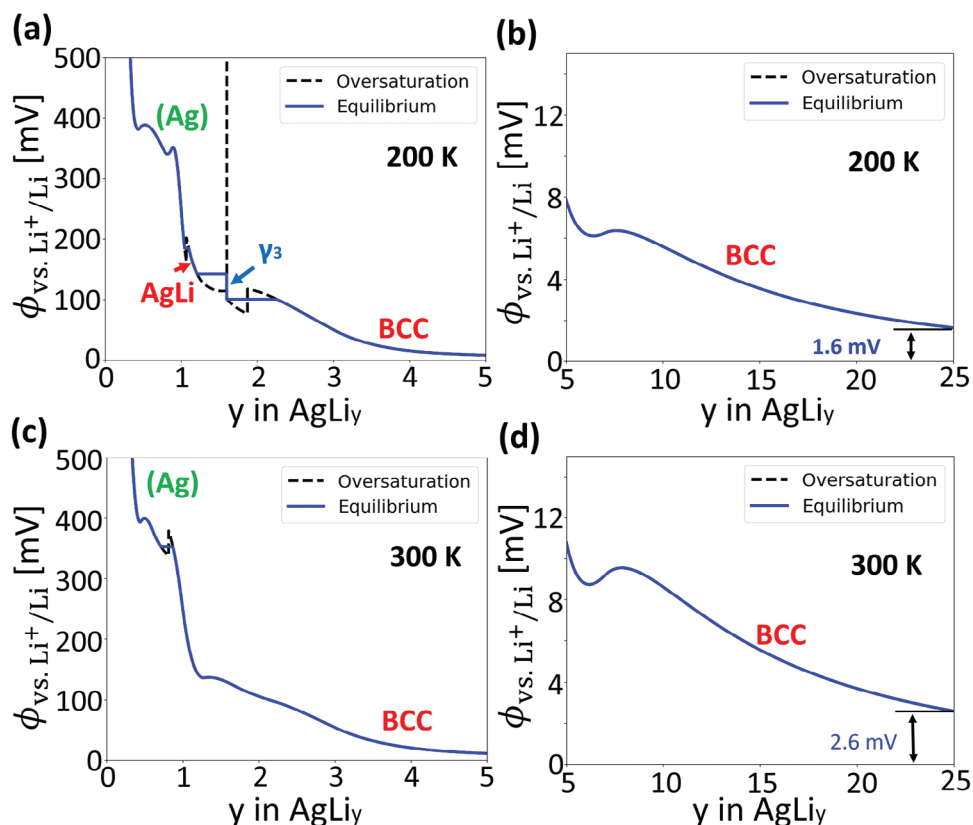 (a)
500
400
300
200
100
0
ϕvs. Li+/Li [mV]
Oversaturation
Equilibrium
(Ag)
200 K
γ3
AgLi
BCC
0 1 2 3 4 5
y in AgLiy
(b)
12
8
4
0
ϕvs. Li+/Li [mV]
Oversaturation
Equilibrium
200 K
BCC
1.6 mV
5 10 15 20 25
y in AgLiy
(c)
500
400
300
200
100
0
ϕvs. Li+/Li [mV]
Oversaturation
Equilibrium
(Ag)
300 K
BCC
0 1 2 3 4 5
y in AgLiy
(d)
12
8
4
0
ϕvs. Li+/Li [mV]
Oversaturation
Equilibrium
300 K
BCC
2.6 mV
5 10 15 20 25
y in AgLiy